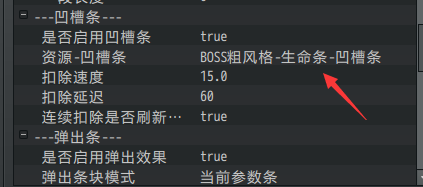 ---凹槽条---
是否启用凹槽条 true
资源-凹槽条 BOSS粗风格-生命条-凹槽条
扣除速度 15.0
扣除延迟 60
连续扣除是否刷新… true
---弹出条---
是否启用弹出效果 true
弹出条块模式 当前参数条